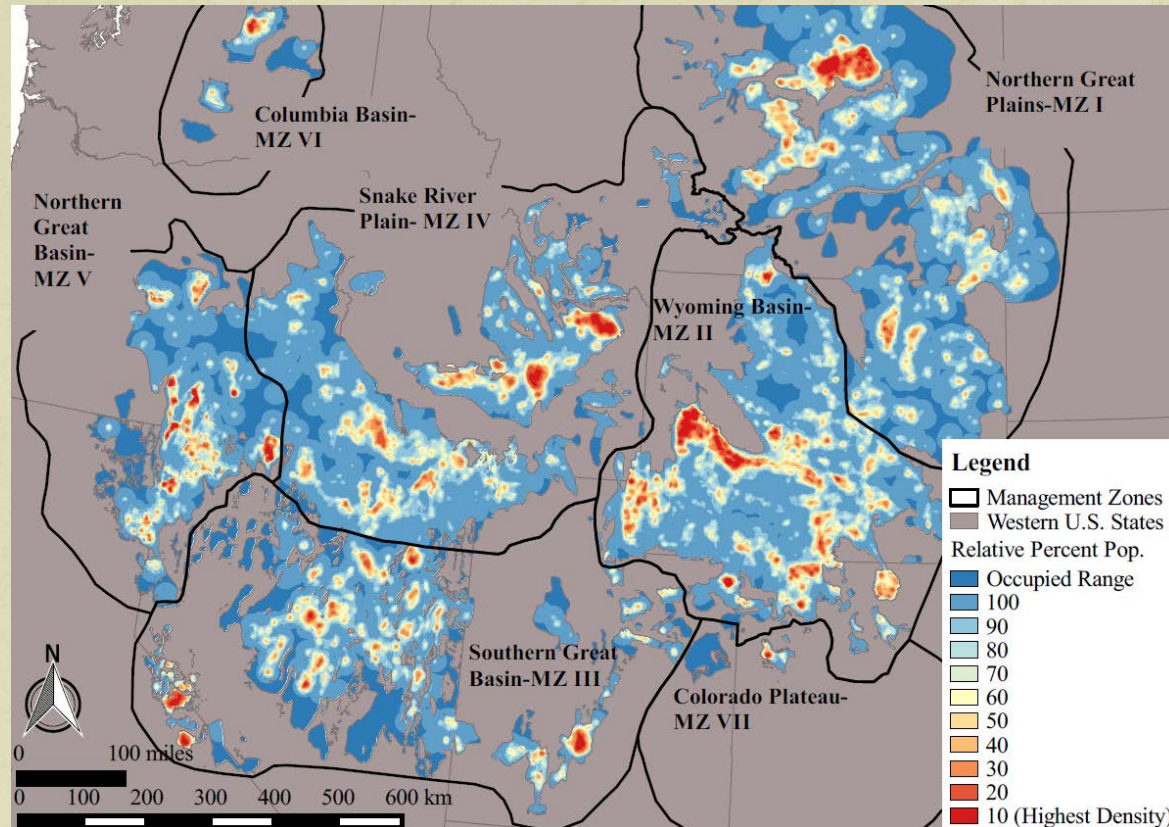 Northern Great
Plains-MZ I
Columbia Basin-
MZ VI
Northern
Great
Basin-
MZ V
Snake River
Plain- MZ IV
Wyoming Basin-
MZ II
Southern Great
Basin-MZ III
Colorado Plateau-
MZ VII
N
0 100 miles
0 100 200 300 400 600 km
Legend
Management Zones
Western U.S. States
Relative Percent Pop.
Occupied Range
100
90
80
70
60
50
40
30
20
10 (Highest Density)